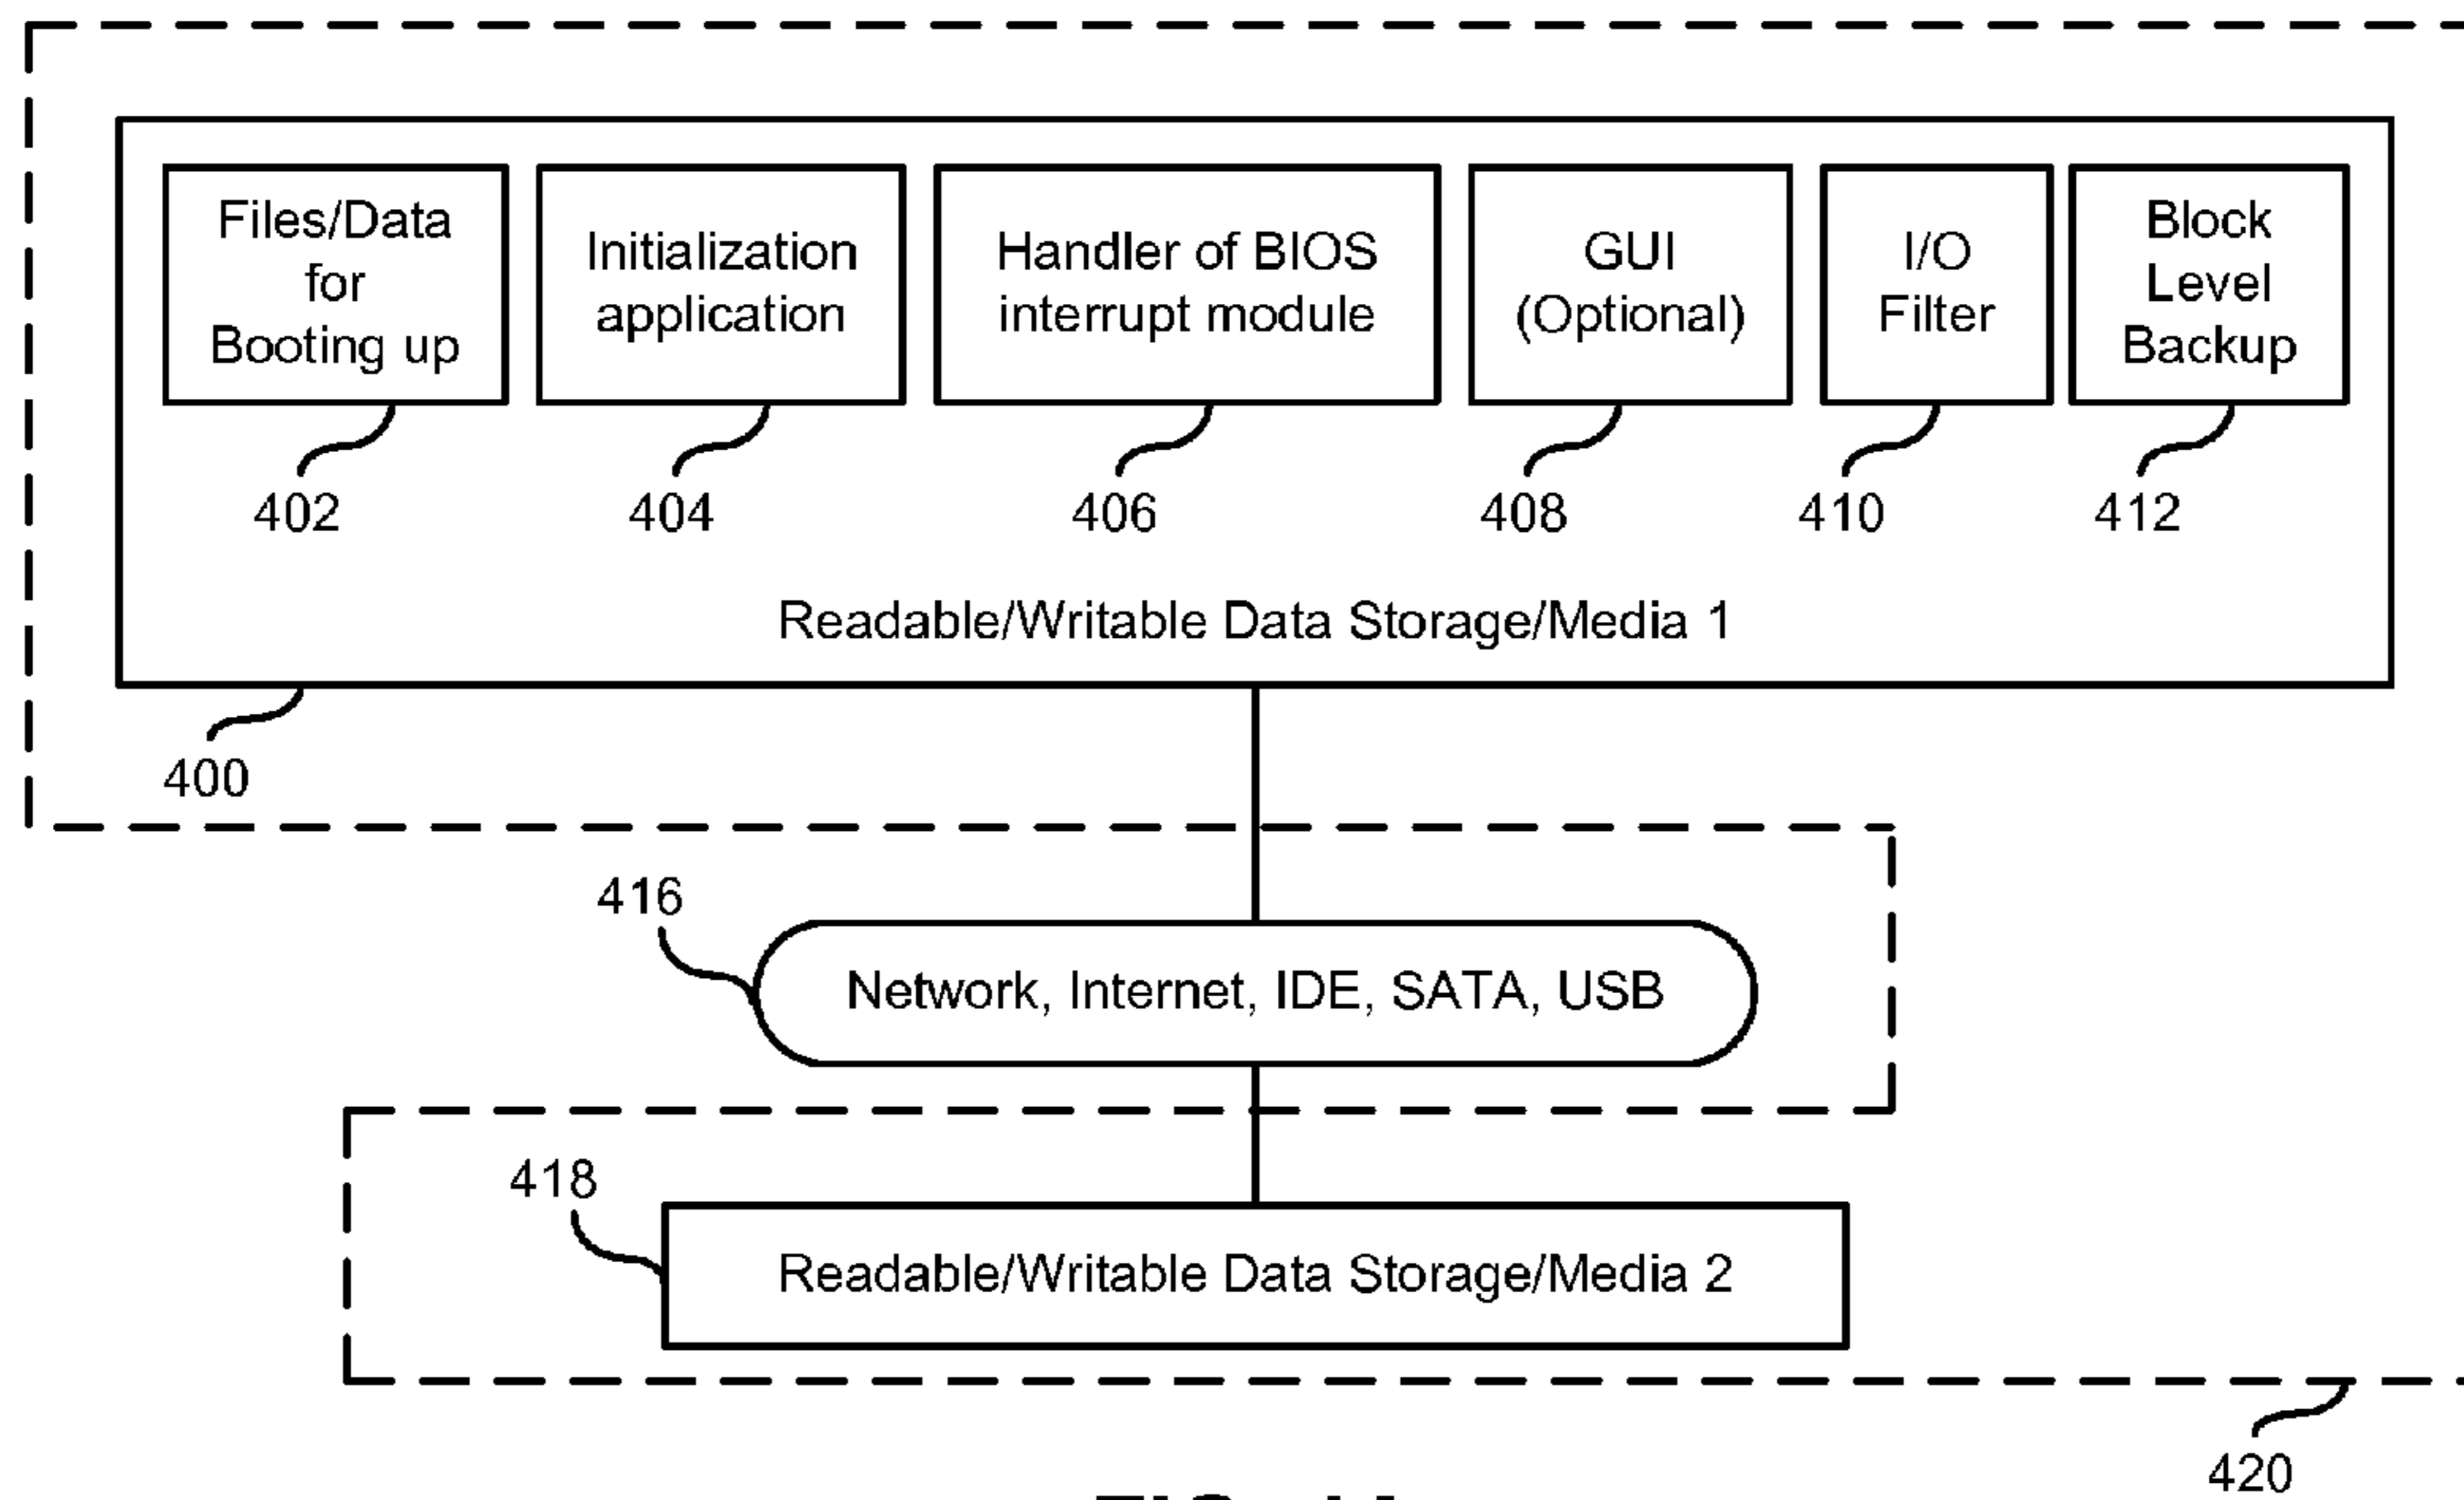 Files/Data
for
Booting up
Initialization
application
Handler of BIOS
interrupt module
GUI
(Optional)
I/O
Filter
Block
Level
Backup
402
404
406
408
410
412
Readable/Writable Data Storage/Media 1
400
416
Network, Internet, IDE, SATA, USB
418
Readable/Writable Data Storage/Media 2
420